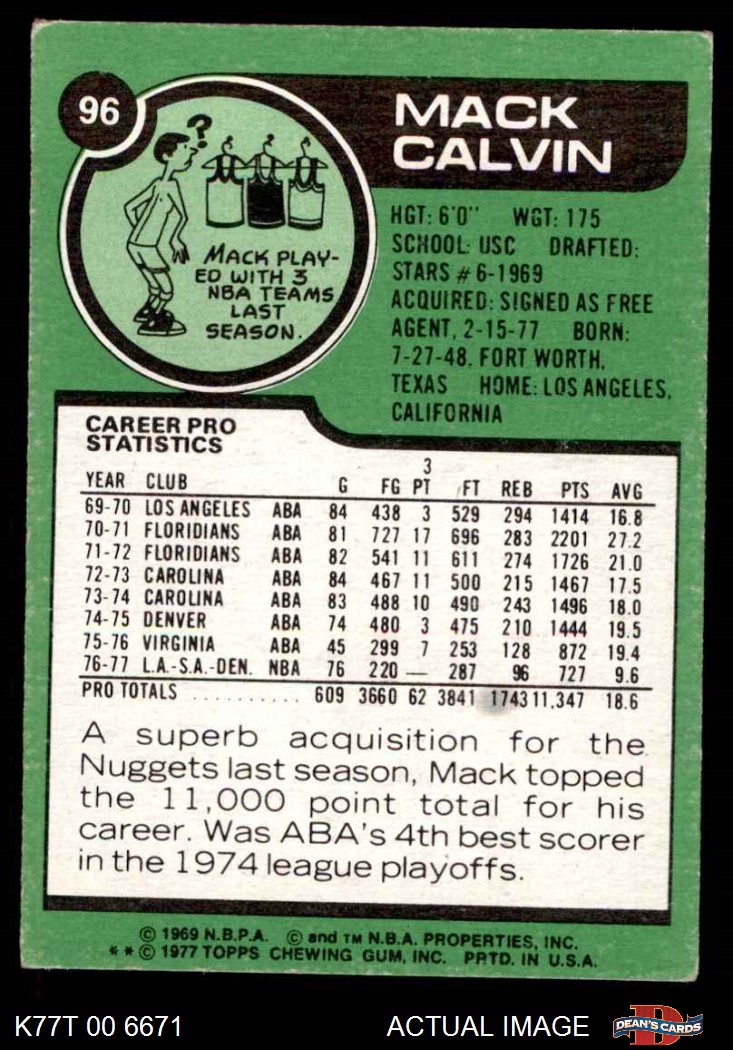 96
MACK
CALVIN
?
MACK PLAY-
ED WITH 3
NBA TEAMS
LAST
SEASON.
HGT: 6'0" WGT: 175
SCHOOL: USC DRAFTED:
STARS #6-1969
ACQUIRED: SIGNED AS FREE
AGENT, 2-15-77 BORN:
7-27-48, FORT WORTH,
TEXAS HOME: LOS ANGELES,
CALIFORNIA
CAREER PRO
STATISTICS
YEAR CLUB G FG 3 PT FT REB PTS AVG
69-70 LOS ANGELES ABA 84 438 3 529 294 1414 16.8
70-71 FLORIDIANS ABA 81 727 17 696 283 2201 27.2
71-72 FLORIDIANS ABA 82 541 11 611 274 1726 21.0
72-73 CAROLINA ABA 84 467 11 500 215 1467 17.5
73-74 CAROLINA ABA 83 488 10 490 243 1496 18.0
74-75 DENVER ABA 74 480 3 475 210 1444 19.5
75-76 VIRGINIA ABA 45 299 7 253 128 872 19.4
76-77 L.A.-S.A.-DEN. NBA 76 220 — 287 96 727 9.6
PRO TOTALS .......... 609 3660 62 3841 1743 11,347 18.6
A superb acquisition for the
Nuggets last season, Mack topped
the 11,000 point total for his
career. Was ABA's 4th best scorer
in the 1974 league playoffs.
© 1969 N.B.P.A. © and TM N.B.A. PROPERTIES, INC.
* * © 1977 TOPPS CHEWING GUM, INC. PRTD. IN U.S.A.
K77T 00 6671 ACTUAL IMAGE D DEAN'S CARDS